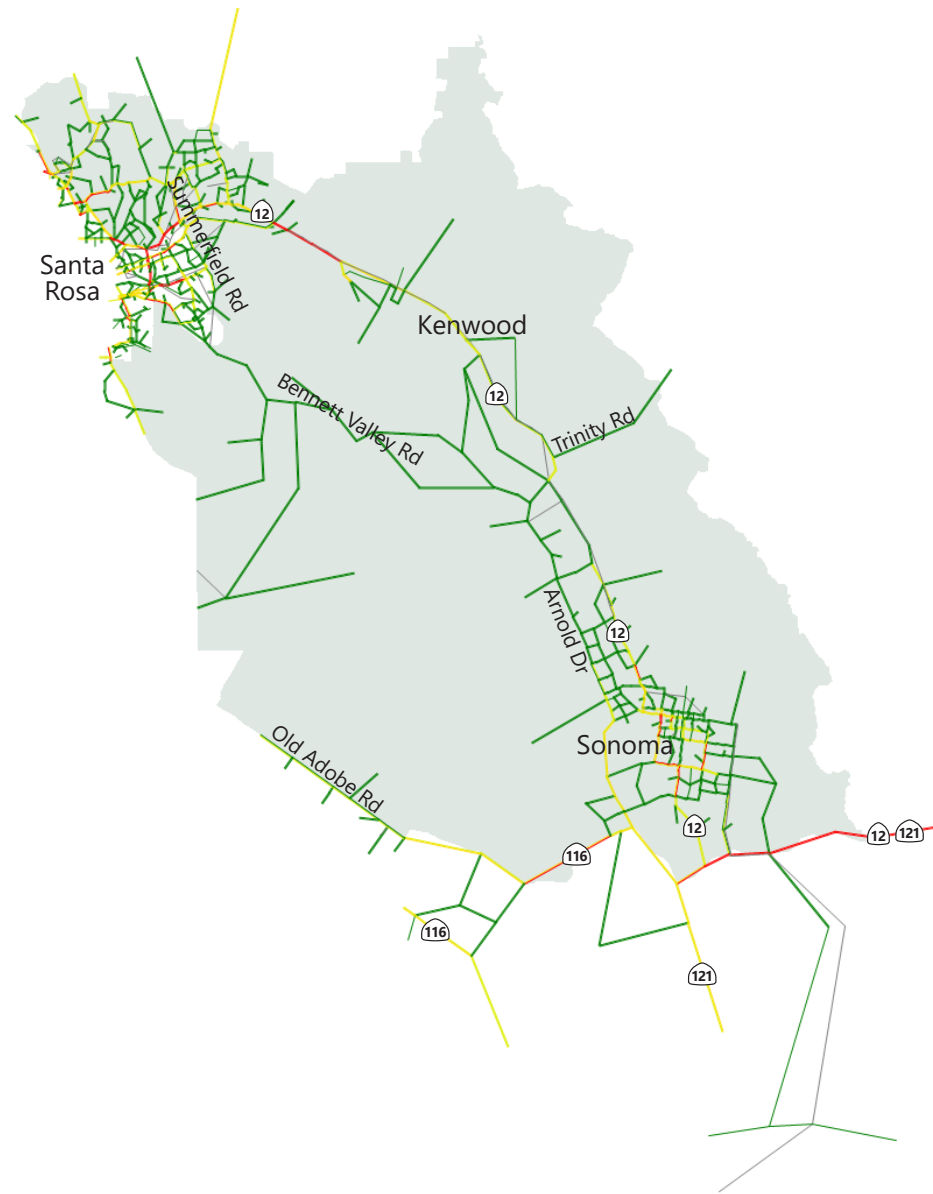 Summerfield Rd
12
Santa
Rosa
Kenwood
12
Bennett Valley Rd
Trinity Rd
Arnold Dr
12
Sonoma
Old Adobe Rd
12
12
121
116
116
121